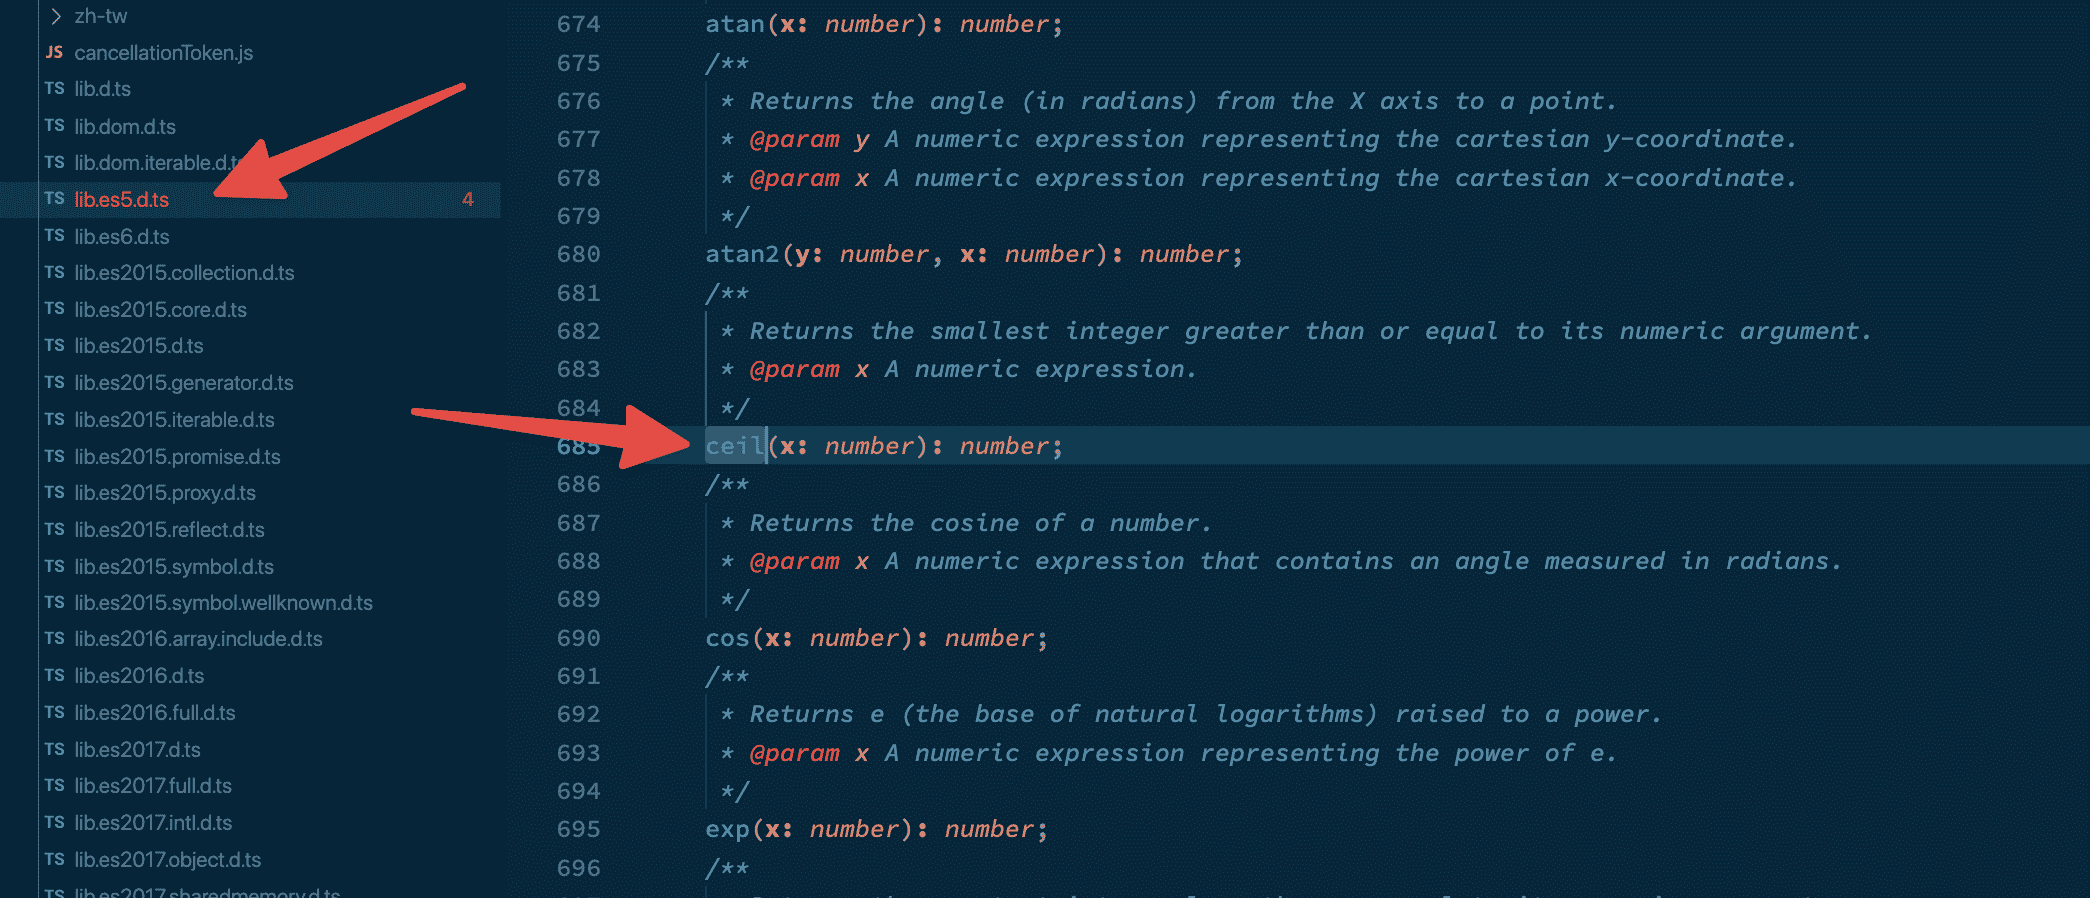 zh-tw
JS cancellationToken.js
TS lib.d.ts
TS lib.dom.d.ts
TS lib.dom.iterable.d.ts
TS lib.es5.d.ts 4
TS lib.es6.d.ts
TS lib.es2015.collection.d.ts
TS lib.es2015.core.d.ts
TS lib.es2015.d.ts
TS lib.es2015.generator.d.ts
TS lib.es2015.iterable.d.ts
TS lib.es2015.promise.d.ts
TS lib.es2015.proxy.d.ts
TS lib.es2015.reflect.d.ts
TS lib.es2015.symbol.d.ts
TS lib.es2015.symbol.wellknown.d.ts
TS lib.es2016.array.include.d.ts
TS lib.es2016.d.ts
TS lib.es2016.full.d.ts
TS lib.es2017.d.ts
TS lib.es2017.full.d.ts
TS lib.es2017.intl.d.ts
TS lib.es2017.object.d.ts
TS lib.es2017.sharedmemory.d.ts
674 atan(x: number): number;
675 /**
676 * Returns the angle (in radians) from the X axis to a point.
677 * @param y A numeric expression representing the cartesian y-coordinate.
678 * @param x A numeric expression representing the cartesian x-coordinate.
679 */
680 atan2(y: number, x: number): number;
681 /**
682 * Returns the smallest integer greater than or equal to its numeric argument.
683 * @param x A numeric expression.
684 */
685 ceil(x: number): number;
686 /**
687 * Returns the cosine of a number.
688 * @param x A numeric expression that contains an angle measured in radians.
689 */
690 cos(x: number): number;
691 /**
692 * Returns e (the base of natural logarithms) raised to a power.
693 * @param x A numeric expression representing the power of e.
694 */
695 exp(x: number): number;
696 /**